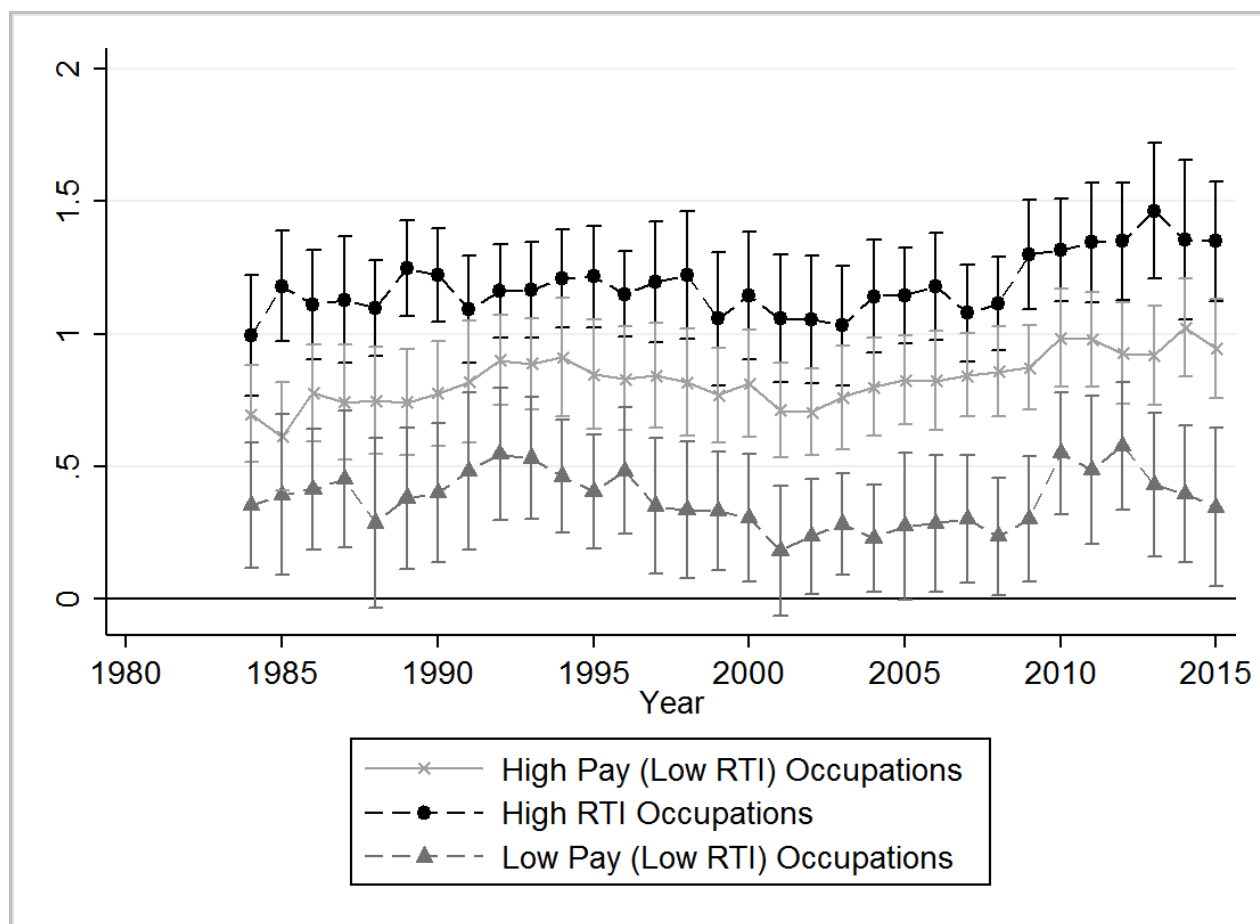 2
1.5
1
.5
0
1980 1985 1990 1995 2000 2005 2010 2015
Year
High Pay (Low RTI) Occupations
High RTI Occupations
Low Pay (Low RTI) Occupations